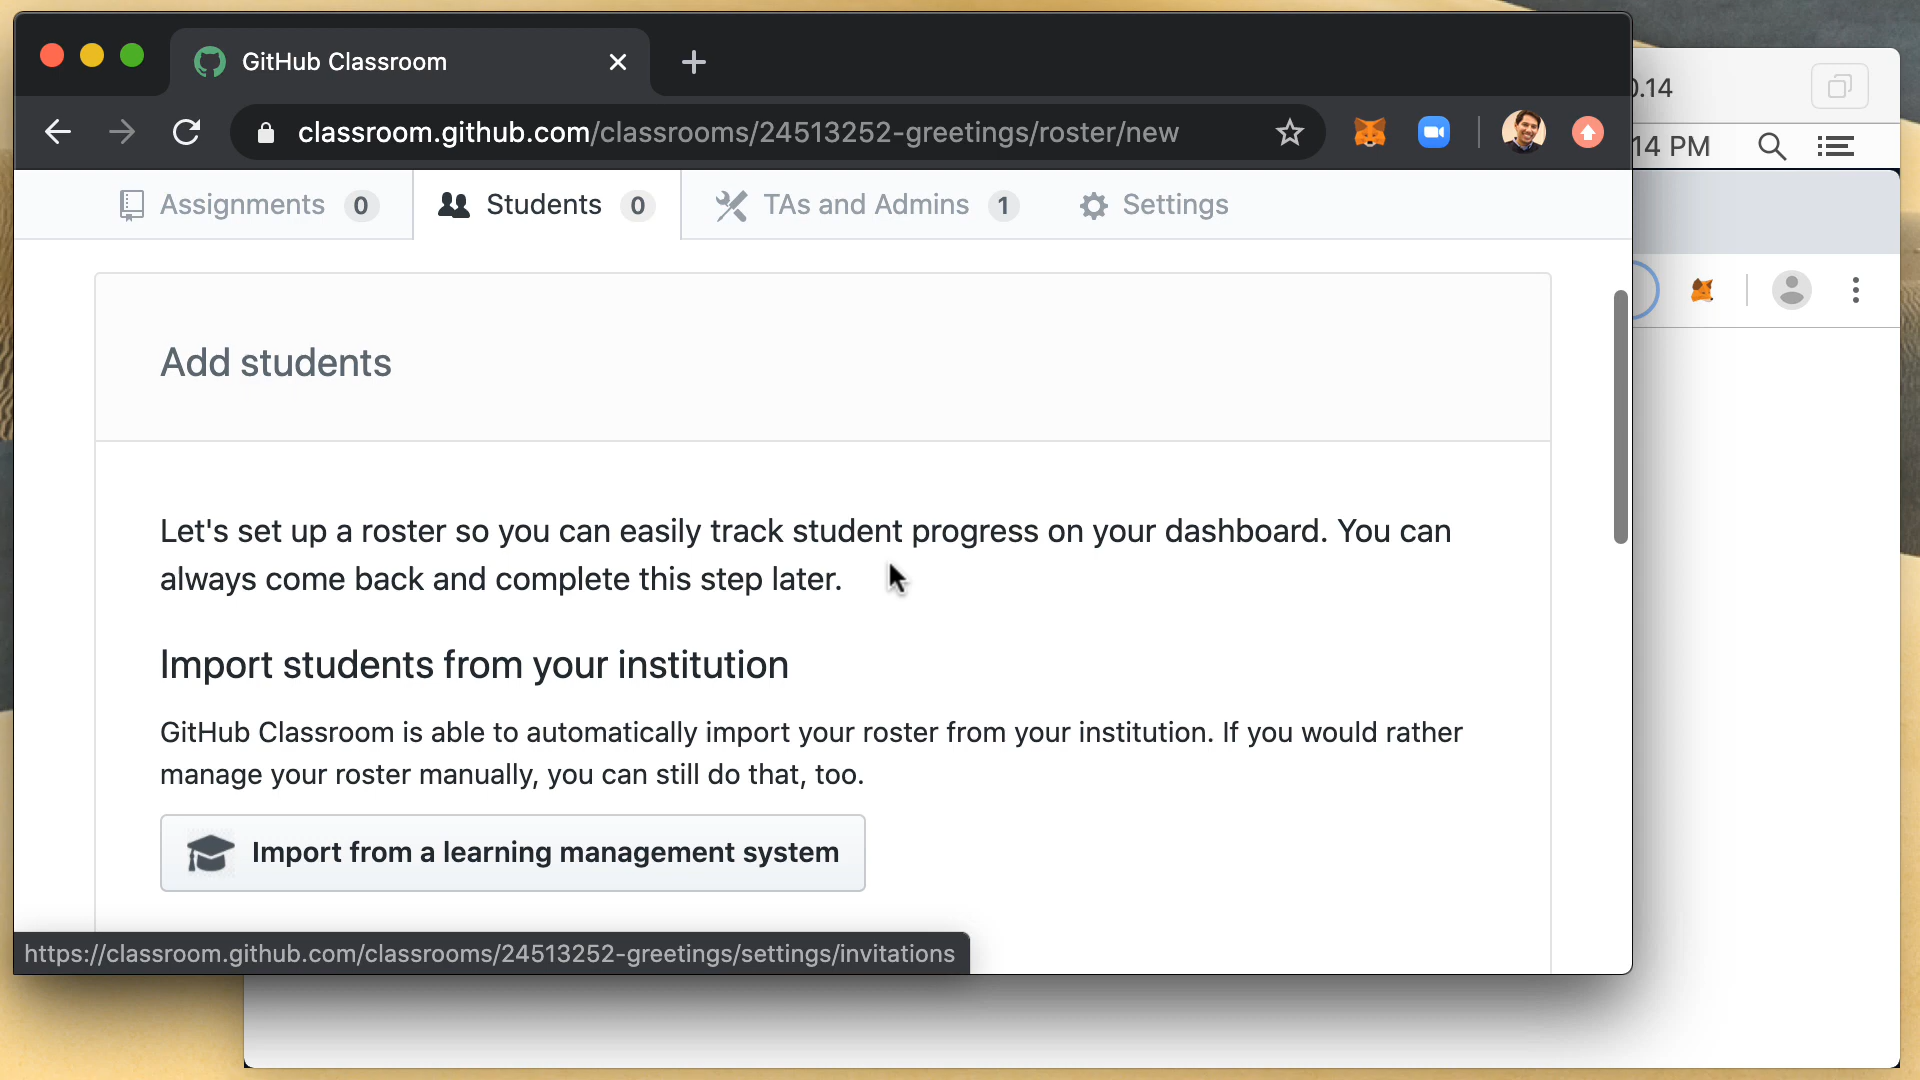 GitHub Classroom
classroom.github.com/classrooms/24513252-greetings/roster/new
Assignments 0 Students 0 TAs and Admins 1 Settings
Add students
Let's set up a roster so you can easily track student progress on your dashboard. You can
always come back and complete this step later.
Import students from your institution
GitHub Classroom is able to automatically import your roster from your institution. If you would rather
manage your roster manually, you can still do that, too.
Import from a learning management system
https://classroom.github.com/classrooms/24513252-greetings/settings/invitations
.14
14 PM